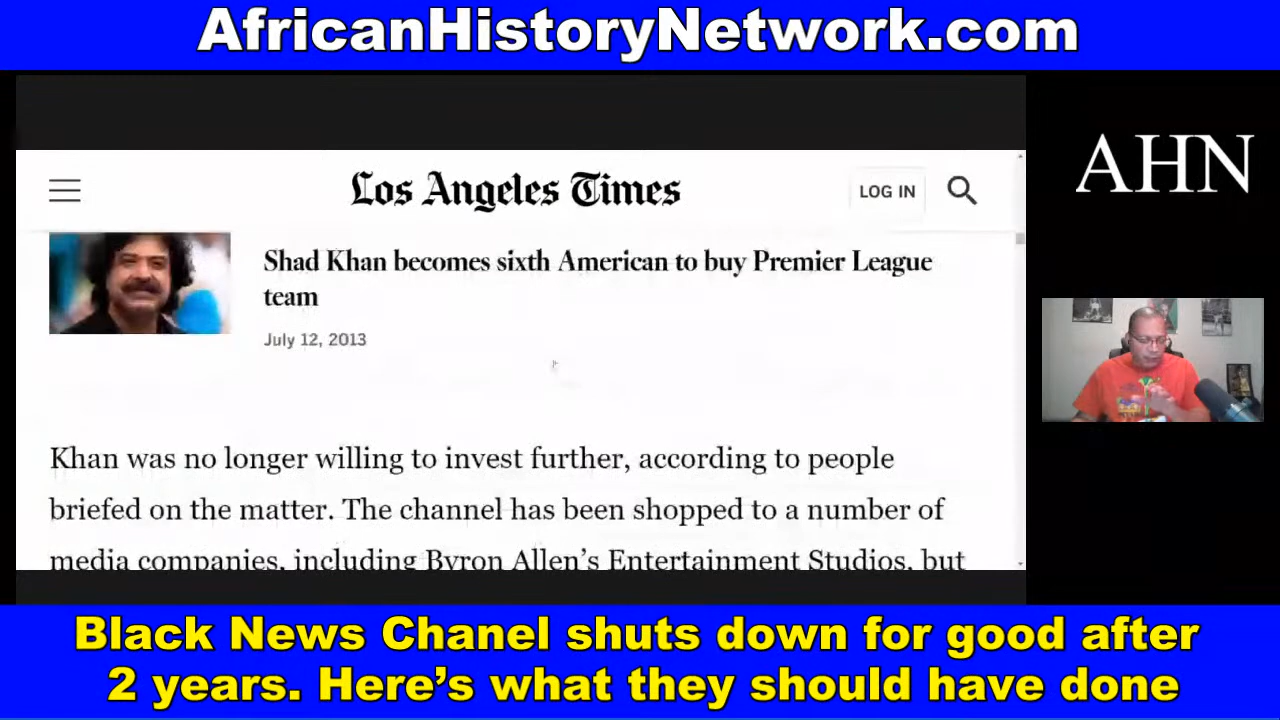 AfricanHistoryNetwork.com
AHN
Los Angeles Times
LOG IN
Shad Khan becomes sixth American to buy Premier League
team
July 12, 2013
Khan was no longer willing to invest further, according to people
briefed on the matter. The channel has been shopped to a number of
media companies, including Byron Allen’s Entertainment Studios, but
Black News Chanel shuts down for good after
2 years. Here’s what they should have done